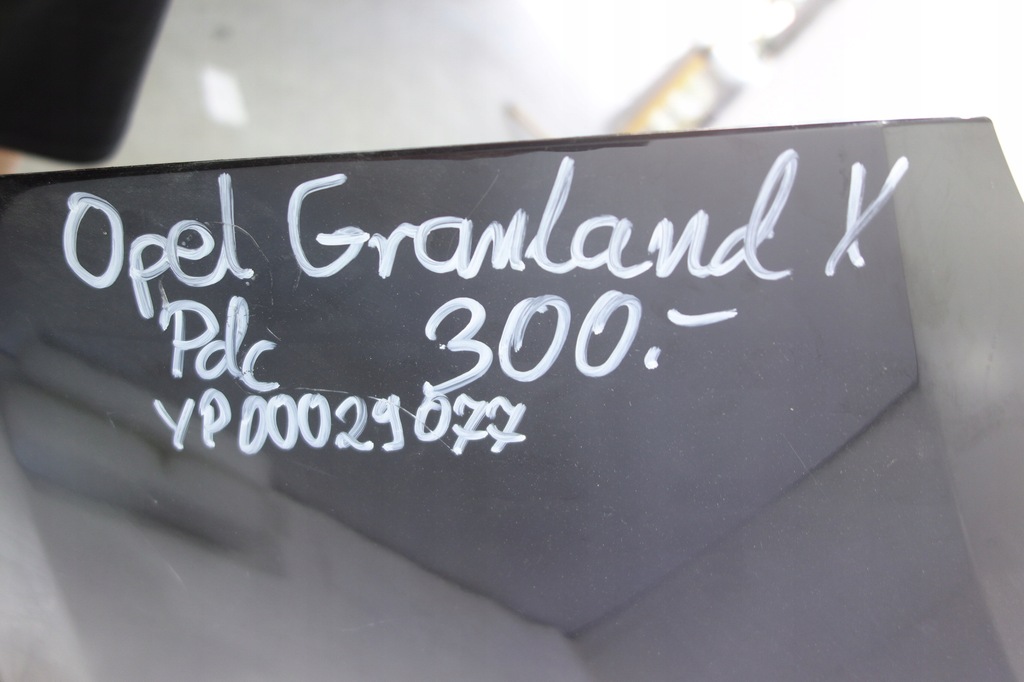 Opel Granland X
Pdc 300.-
YP00029077